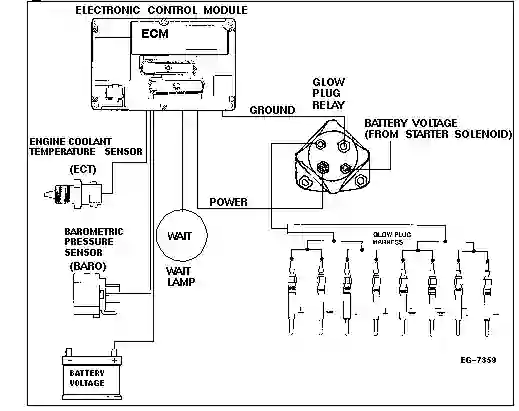 ELECTRONIC CONTROL MODULE
ECM
GLOW
PLUG
RELAY
GROUND
BATTERY VOLTAGE
(FROM STARTER SOLENOID)
ENGINE COOLANT
TEMPERATURE SENSOR
(ECT)
POWER
BAROMETRIC
PRESSURE
SENSOR
(BARO)
WAIT
WAIT
LAMP
GLOW PLUG
HARNESS
BATTERY
VOLTAGE
EG-7359